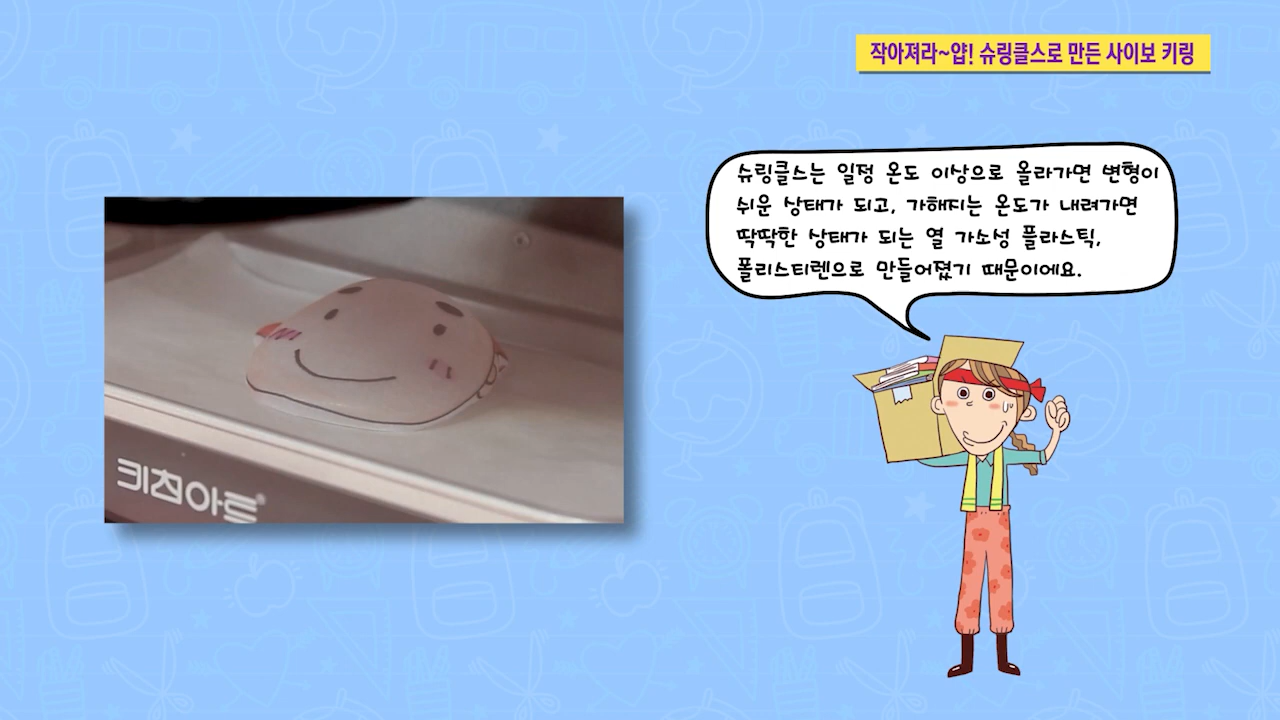 작아져라~얍! 슈링클스로 만든 사이보 키링
슈링클스는 일정 온도 이상으로 올라가면 변형이
쉬운 상태가 되고, 가해지는 온도가 내려가면
딱딱한 상태가 되는 열 가소성 플라스틱,
폴리스티렌으로 만들어졌기 때문이에요.
키친아트®